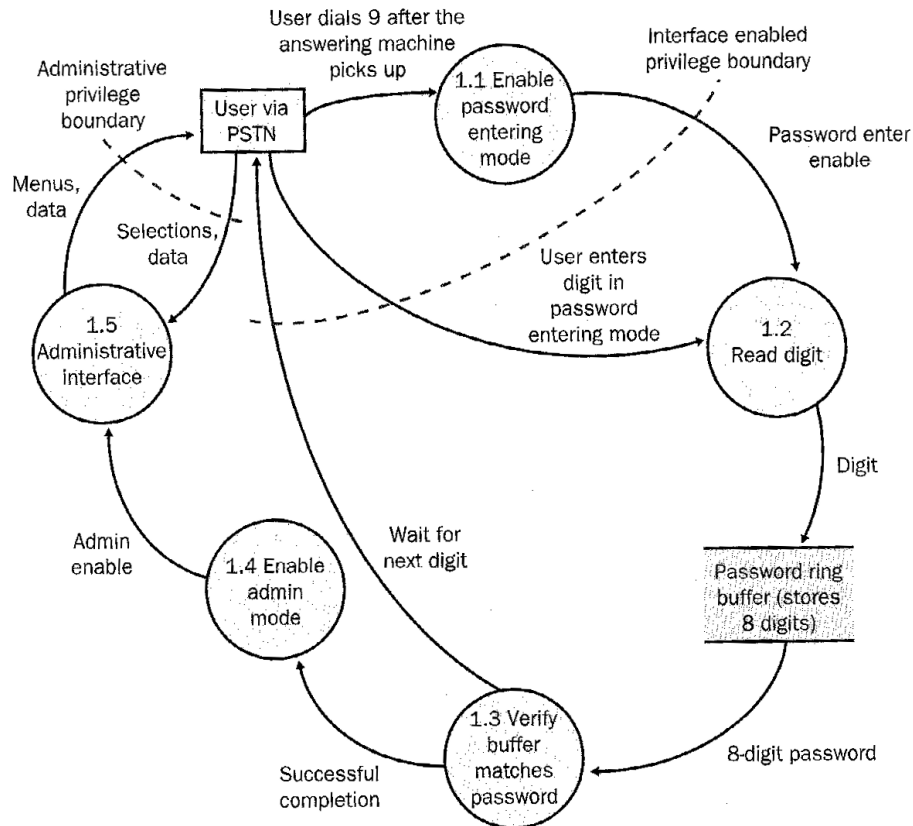 User dials 9 after the
answering machine
picks up
Interface enabled
privilege boundary
Administrative
privilege
boundary
User via
PSTN
1.1 Enable
password
entering
mode
Password enter
enable
Menus,
data
Selections,
data
User enters
digit in
password
entering mode
1.5
Administrative
interface
1.2
Read digit
Digit
Admin
enable
1.4 Enable
admin
mode
Wait for
next digit
Password ring
buffer (stores
8 digits)
1.3 Verify
buffer
matches
password
8-digit password
Successful
completion